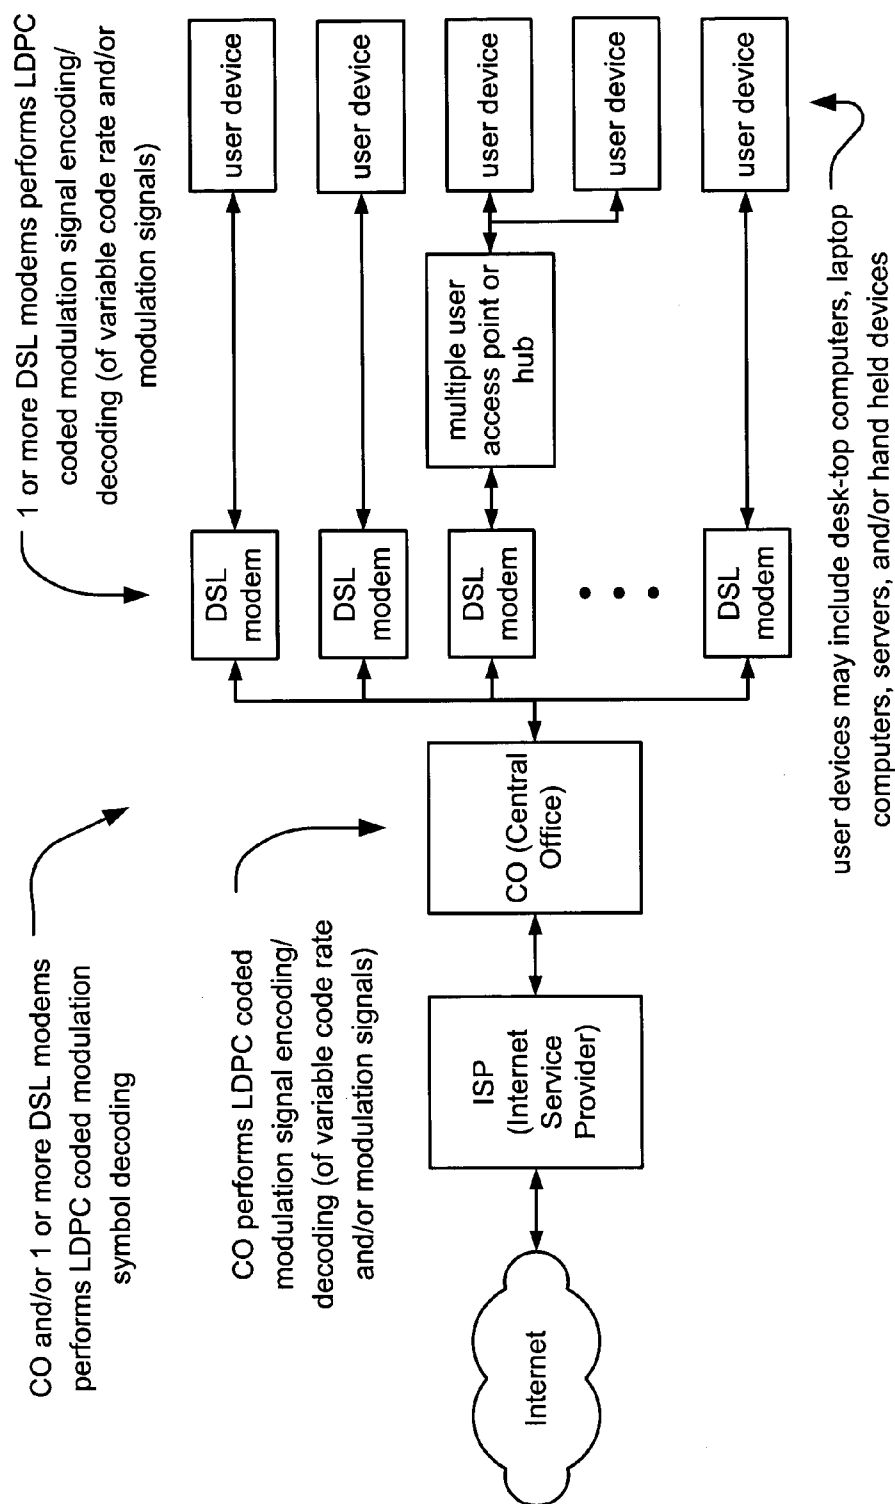 CO and/or 1 or more DSL modems
performs LDPC coded modulation
symbol decoding
1 or more DSL modems performs LDPC
coded modulation signal encoding/
decoding (of variable code rate and/or
modulation signals)
CO performs LDPC coded
modulation signal encoding/
decoding (of variable code rate
and/or modulation signals)
Internet
ISP
(Internet
Service
Provider)
CO (Central
Office)
DSL
modem
user device
DSL
modem
user device
DSL
modem
multiple user
access point or
hub
user device
user device
DSL
modem
user device
user devices may include desk-top computers, laptop
computers, servers, and/or hand held devices